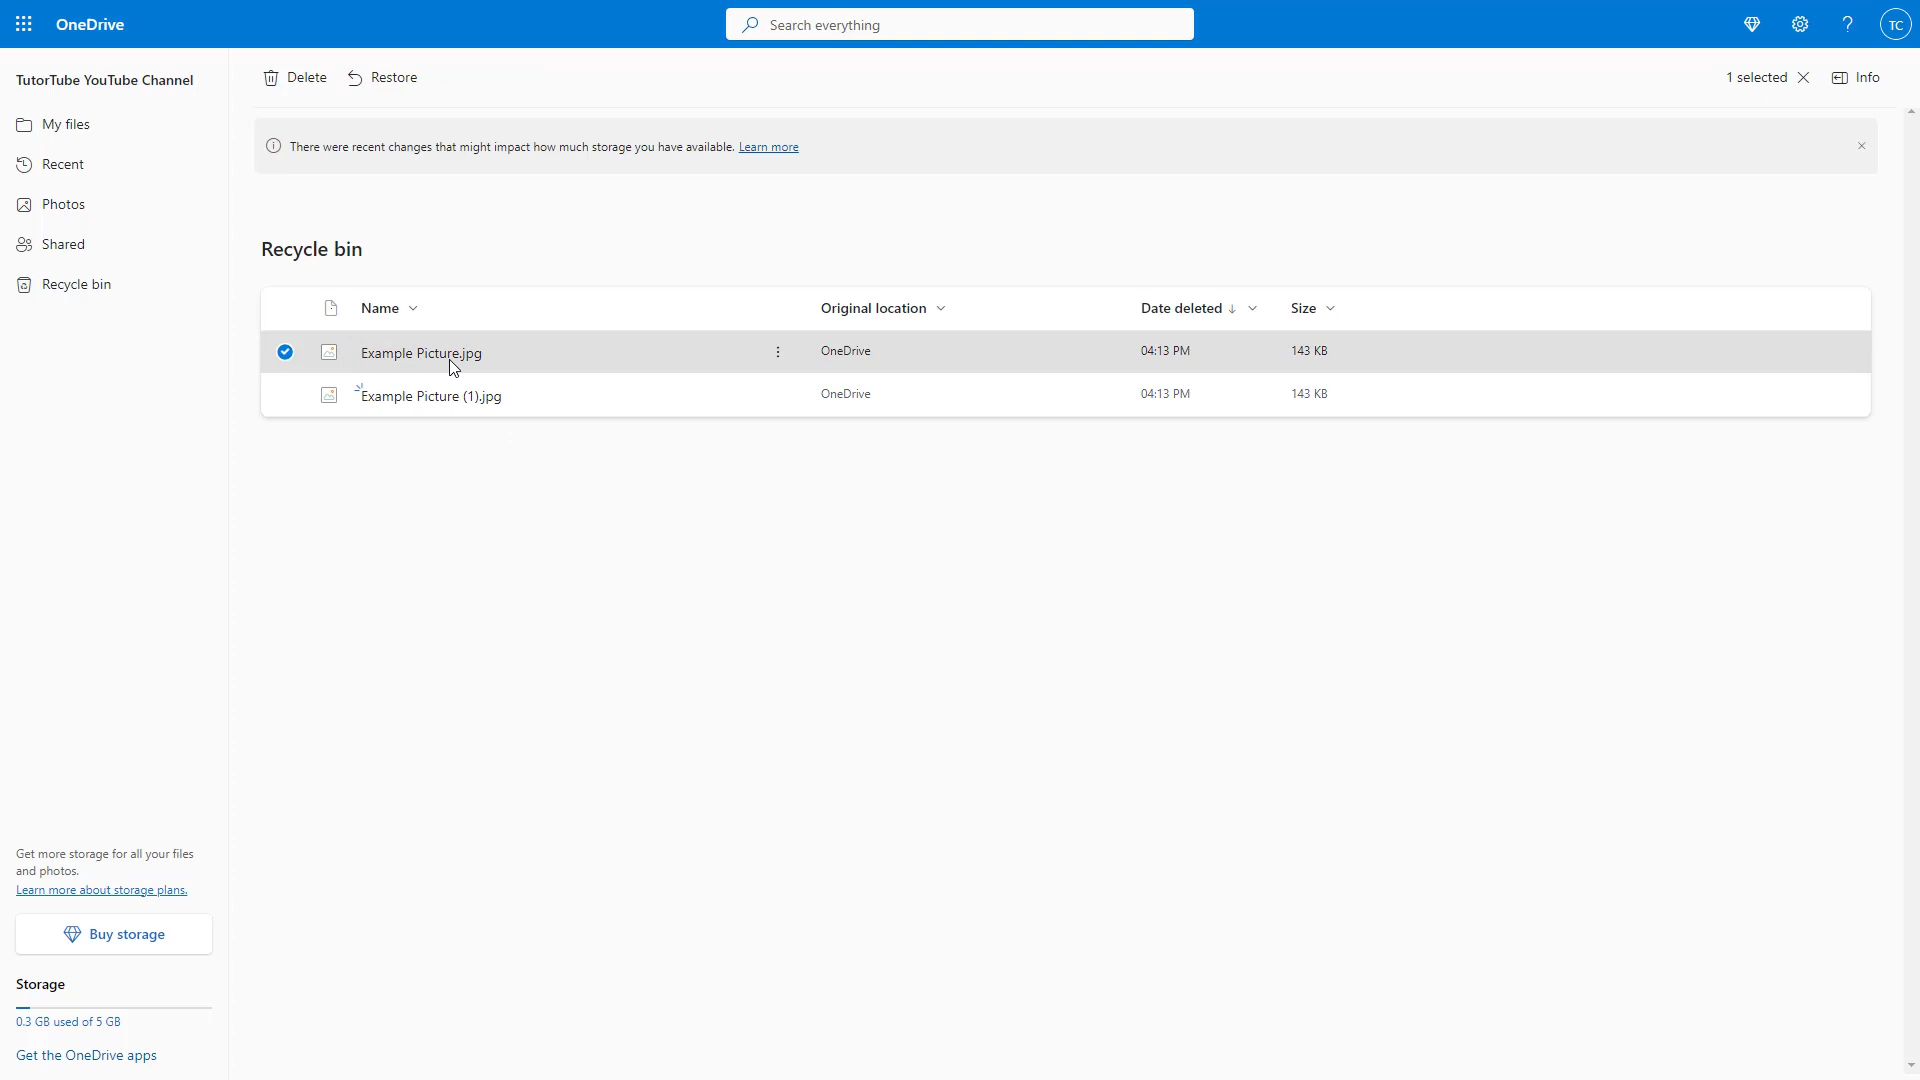 OneDrive
Search everything
?
TC
TutorTube YouTube Channel
Delete
Restore
1 selected
Info
My files
Recent
Photos
Shared
Recycle bin
There were recent changes that might impact how much storage you have available. Learn more
Recycle bin
Name
Original location
Date deleted
Size
Example Picture.jpg
OneDrive
04:13 PM
143 KB
Example Picture (1).jpg
OneDrive
04:13 PM
143 KB
Get more storage for all your files
and photos.
Learn more about storage plans.
Buy storage
Storage
0.3 GB used of 5 GB
Get the OneDrive apps